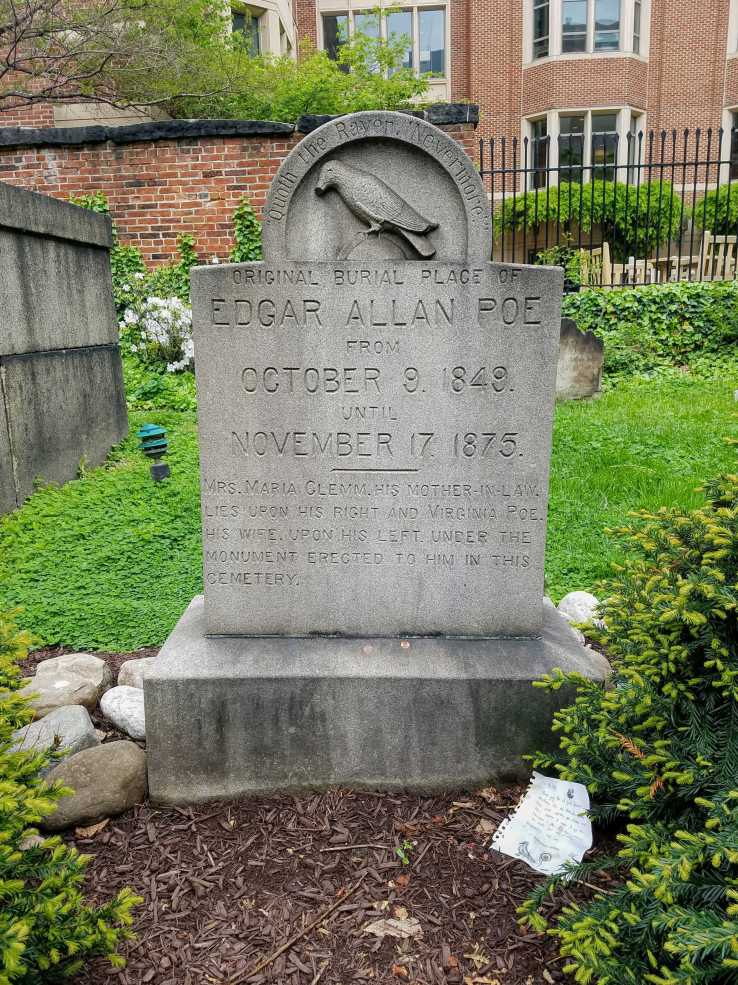 "Quoth the Raven, "Nevermore."
ORIGINAL BURIAL PLACE OF
EDGAR ALLAN POE
FROM
OCTOBER 9. 1849.
UNTIL
NOVEMBER 17. 1875.
MRS. MARIA CLEMM, HIS MOTHER-IN-LAW,
LIES UPON HIS RIGHT AND VIRGINIA POE,
HIS WIFE, UPON HIS LEFT, UNDER THE
MONUMENT ERECTED TO HIM IN THIS
CEMETERY.